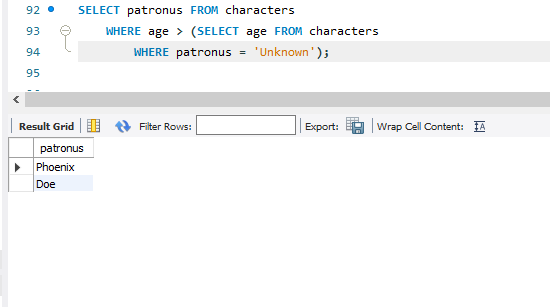 92 SELECT patronus FROM characters
93 WHERE age > (SELECT age FROM characters
94 WHERE patronus = 'Unknown');
95
Result Grid Filter Rows: Export: Wrap Cell Content: IA
patronus
Phoenix
Doe